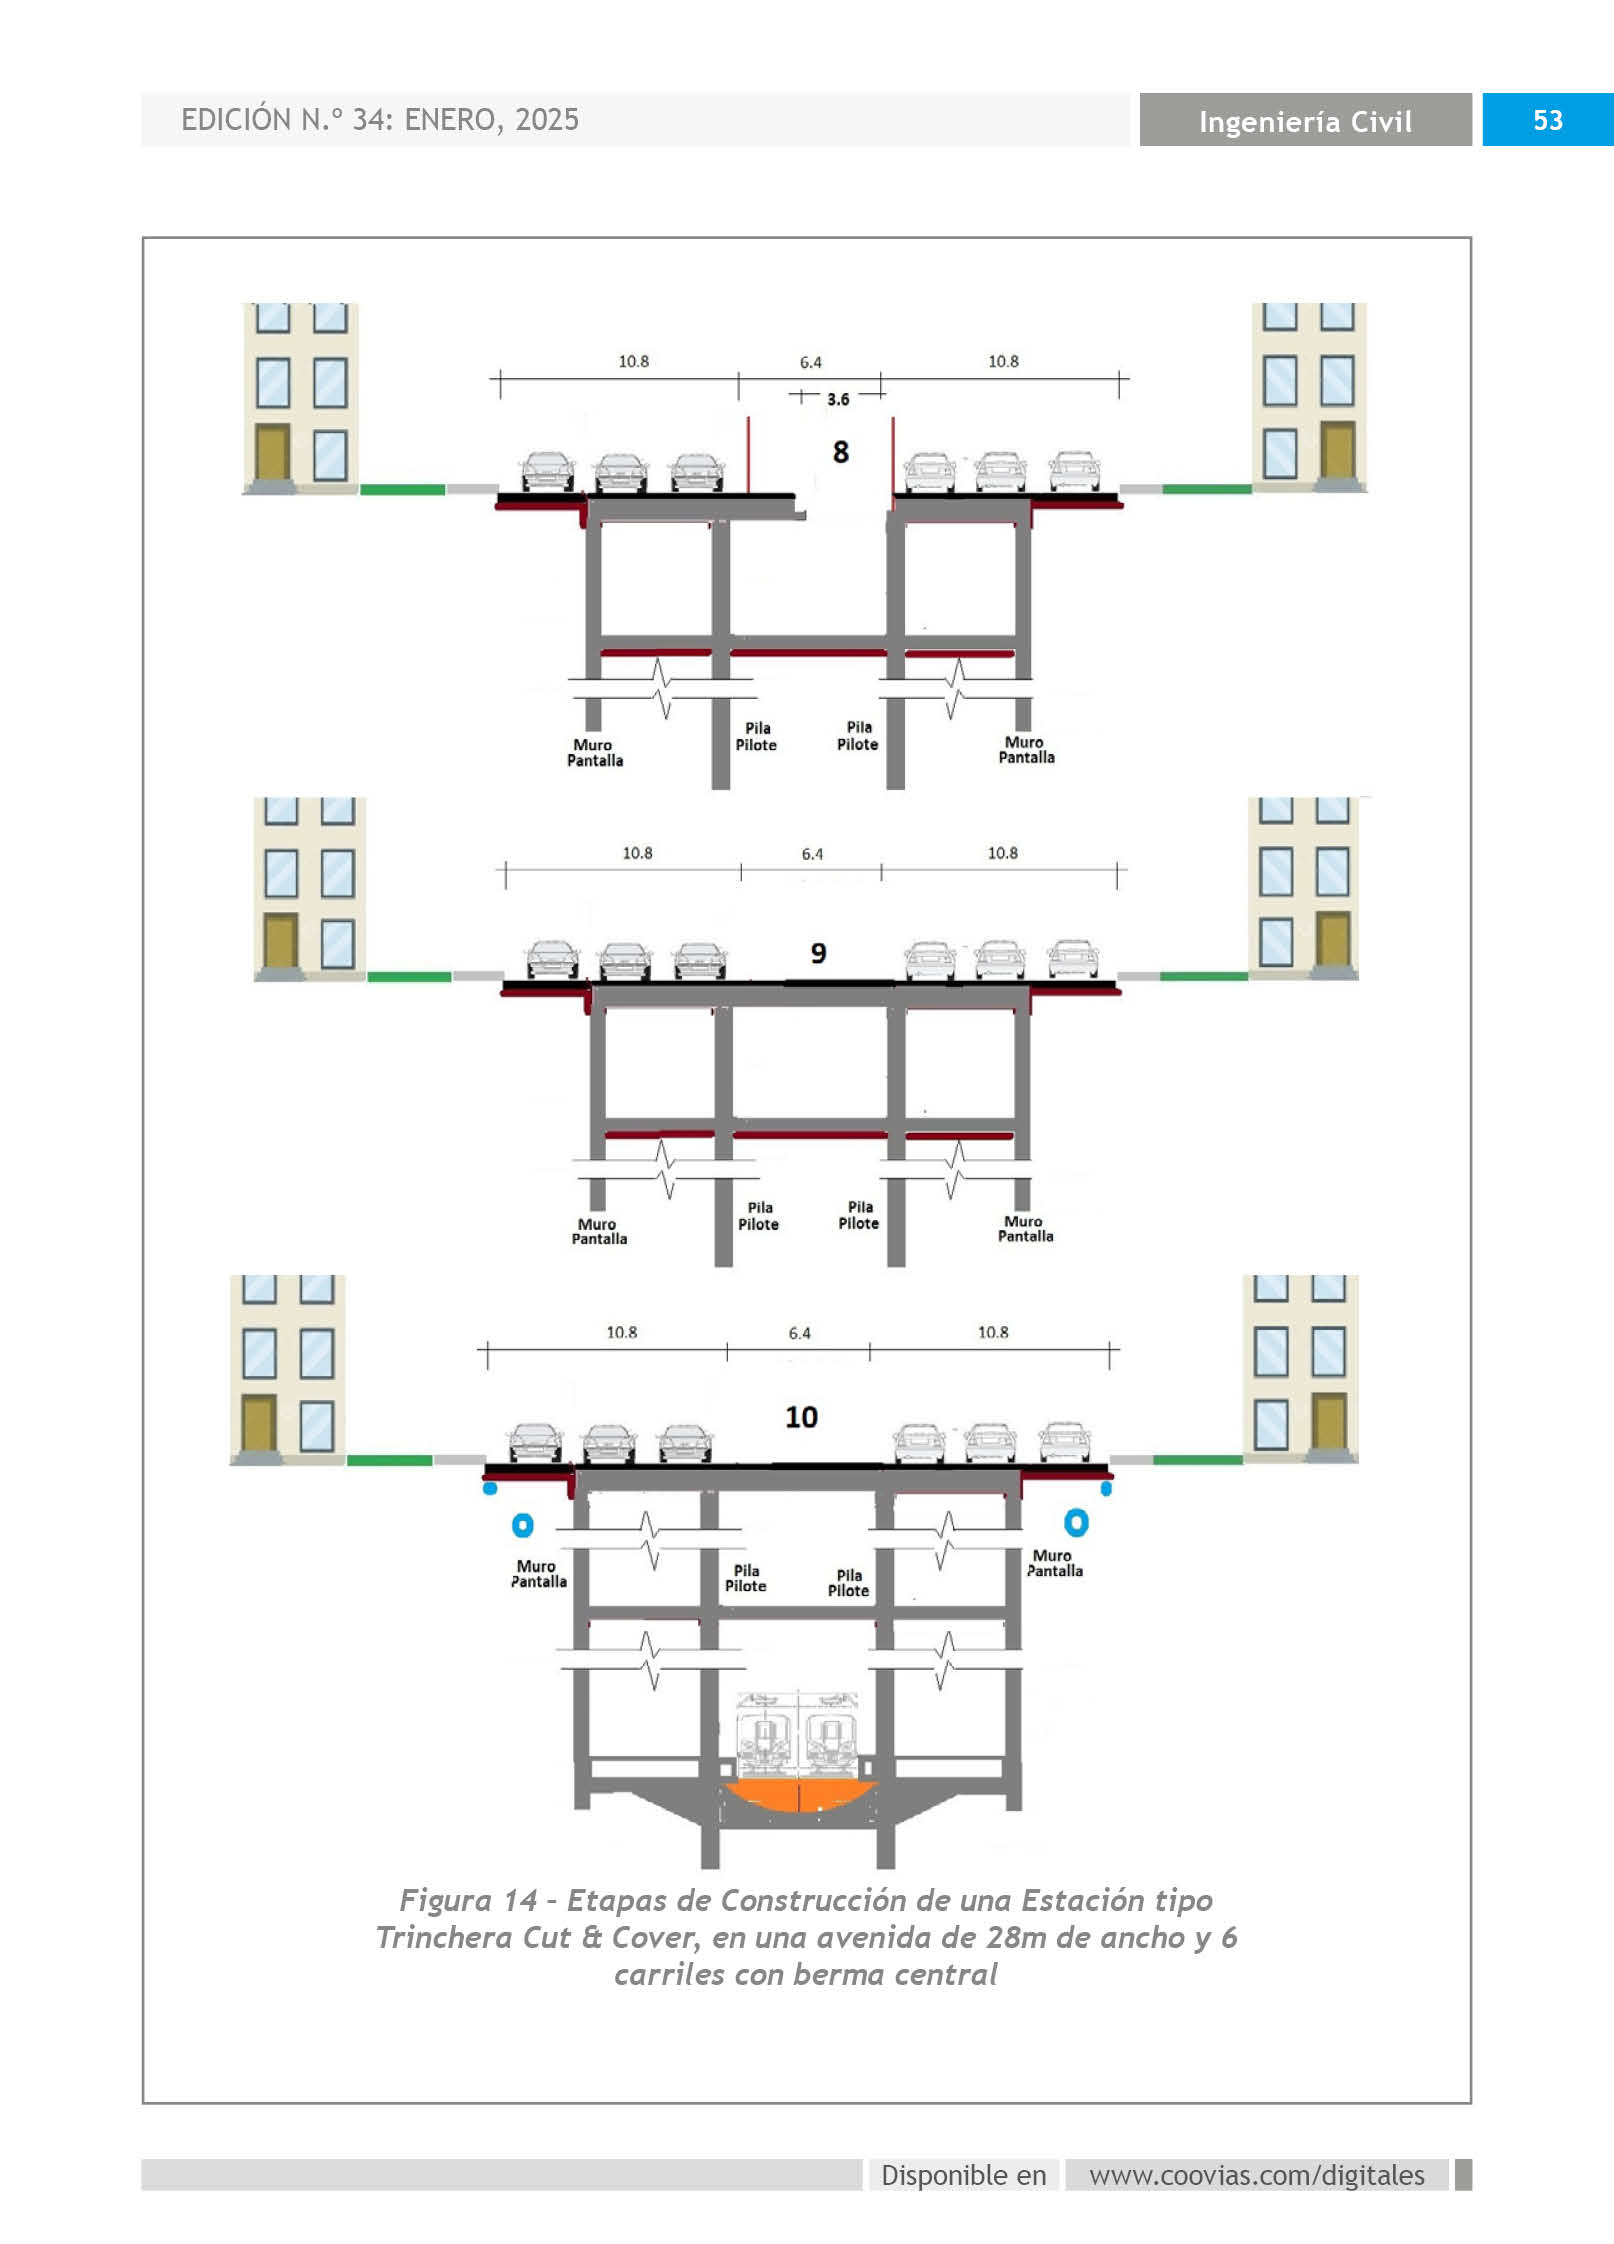 EDICIÓN N.º 34: ENERO, 2025
Ingeniería Civil
53
10.8 6.4 10.8
3.6
8
Pila
Pilote
Pila
Pilote
Muro
Pantalla
Muro
Pantalla
10.8 6.4 10.8
9
Pila
Pilote
Pila
Pilote
Muro
Pantalla
Muro
Pantalla
10.8 6.4 10.8
10
Muro
Pantalla
Pila
Pilote
Pila
Pilote
Muro
Pantalla
Figura 14 – Etapas de Construcción de una Estación tipo
Trinchera Cut & Cover, en una avenida de 28m de ancho y 6
carriles con berma central
Disponible en www.coovias.com/digitales